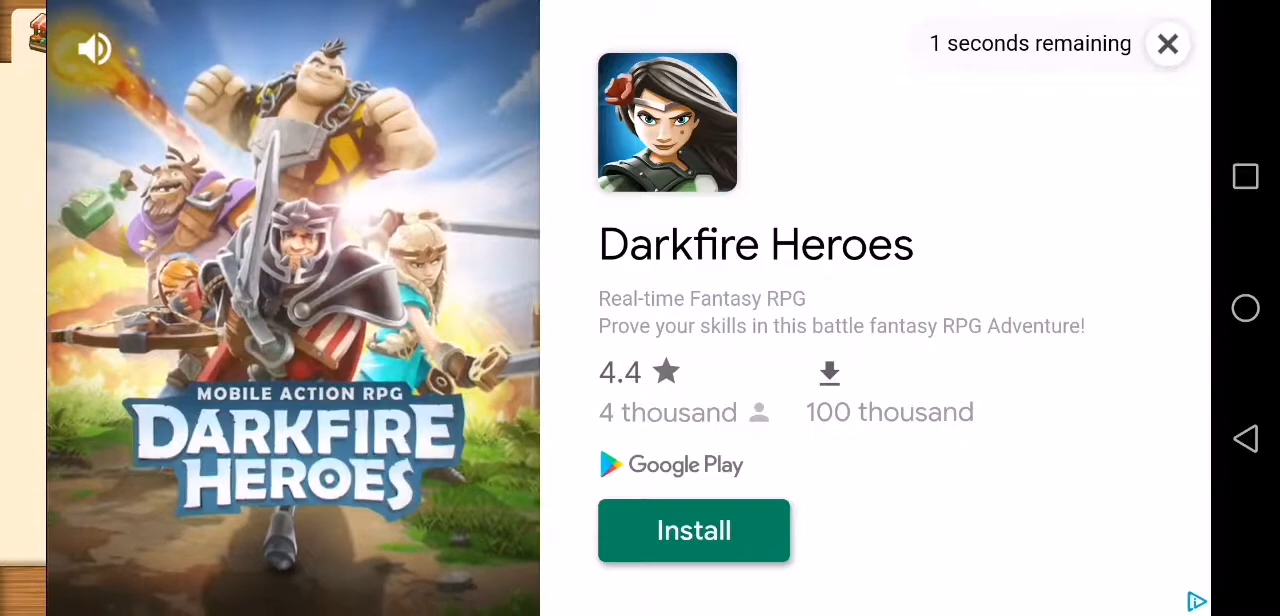 1 seconds remaining
MOBILE ACTION RPG
DARKFIRE
HEROES
Darkfire Heroes
Real-time Fantasy RPG
Prove your skills in this battle fantasy RPG Adventure!
4.4
4 thousand
100 thousand
Google Play
Install